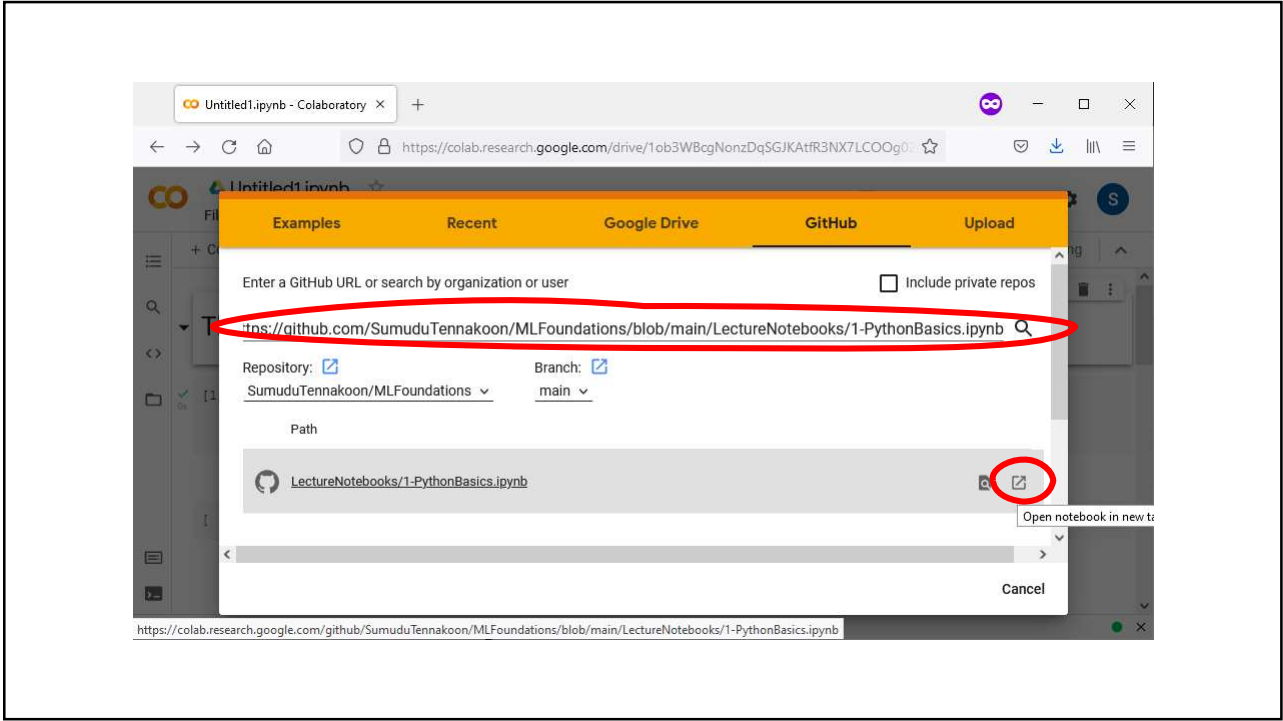 Untitled1.ipynb - Colaboratory
https://colab.research.google.com/drive/1ob3WBcgNonzDqSGJKAtfR3NX7LCOOg0
Untitled1.ipynb
S
Examples Recent Google Drive GitHub Upload
Enter a GitHub URL or search by organization or user
Include private repos
ttps://github.com/SumuduTennakoon/MLFoundations/blob/main/LectureNotebooks/1-PythonBasics.ipynb
Repository: Branch:
SumuduTennakoon/MLFoundations main
Path
LectureNotebooks/1-PythonBasics.ipynb
Open notebook in new ta
Cancel
https://colab.research.google.com/github/SumuduTennakoon/MLFoundations/blob/main/LectureNotebooks/1-PythonBasics.ipynb